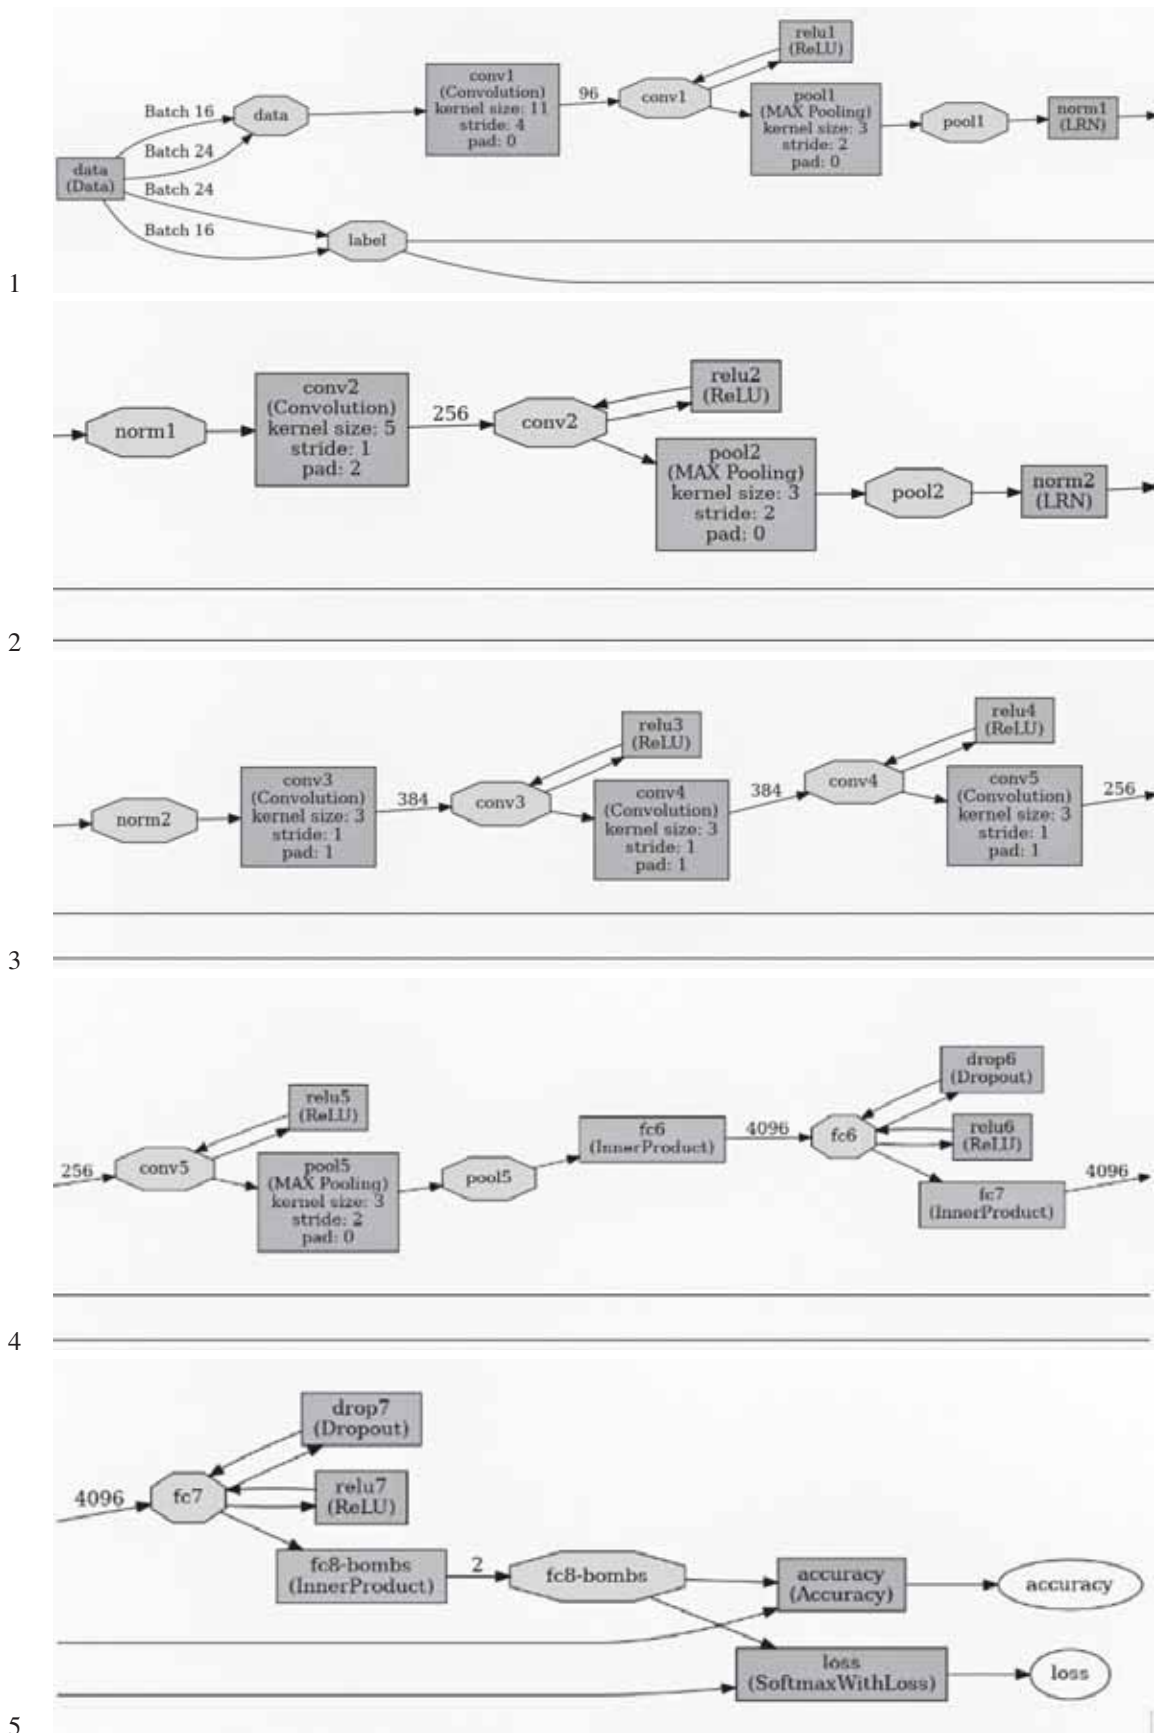 relu1
(ReLU)
conv1
(Convolution)
kernel size: 11
stride: 4
pad: 0
96
conv1
pool1
(MAX Pooling)
kernel size: 3
stride: 2
pad: 0
pool1
norm1
(LRN)
Batch 16
data
Batch 24
data
(Data)
Batch 24
Batch 16
label
1
norm1
conv2
(Convolution)
kernel size: 5
stride: 1
pad: 2
256
conv2
relu2
(ReLU)
pool2
(MAX Pooling)
kernel size: 3
stride: 2
pad: 0
pool2
norm2
(LRN)
2
norm2
conv3
(Convolution)
kernel size: 3
stride: 1
pad: 1
384
conv3
relu3
(ReLU)
conv4
(Convolution)
kernel size: 3
stride: 1
pad: 1
384
conv4
relu4
(ReLU)
conv5
(Convolution)
kernel size: 3
stride: 1
pad: 1
256
3
256
conv5
relu5
(ReLU)
pool5
(MAX Pooling)
kernel size: 3
stride: 2
pad: 0
pool5
fc6
(InnerProduct)
4096
fc6
drop6
(Dropout)
relu6
(ReLU)
fc7
(InnerProduct)
4096
4
4096
fc7
drop7
(Dropout)
relu7
(ReLU)
fc8-bombs
(InnerProduct)
2
fc8-bombs
accuracy
(Accuracy)
accuracy
loss
(SoftmaxWithLoss)
loss
5